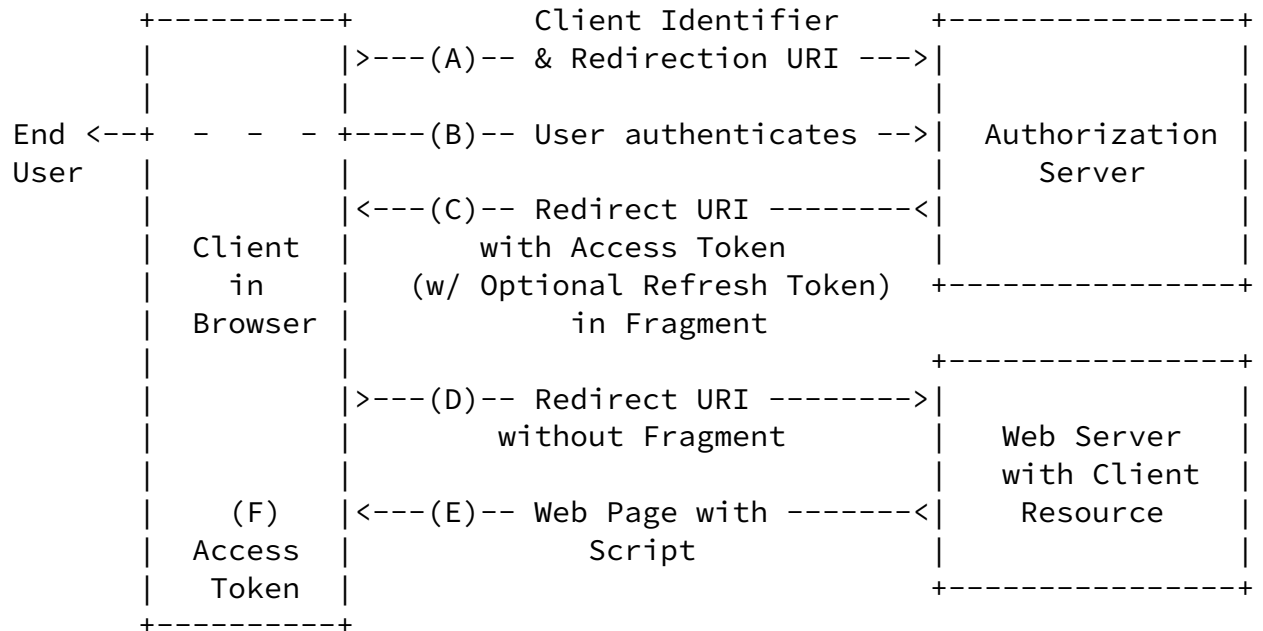 +----------+          Client Identifier     +----------------+
|          |>---(A)-- & Redirection URI --->|                |
|          |                                |                |
End <--+  -  -  - +----(B)-- User authenticates -->|  Authorization |
User   |          |                                |     Server     |
|          |<---(C)-- Redirect URI --------<|                |
|  Client  |       with Access Token        |                |
|    in    |   (w/ Optional Refresh Token)  +----------------+
|  Browser |            in Fragment
|          |                                +----------------+
|          |>---(D)-- Redirect URI -------->|                |
|          |        without Fragment        |   Web Server   |
|          |                                |   with Client  |
|    (F)   |<---(E)-- Web Page with -------<|    Resource    |
|  Access  |             Script             |                |
|   Token  |                                +----------------+
+----------+